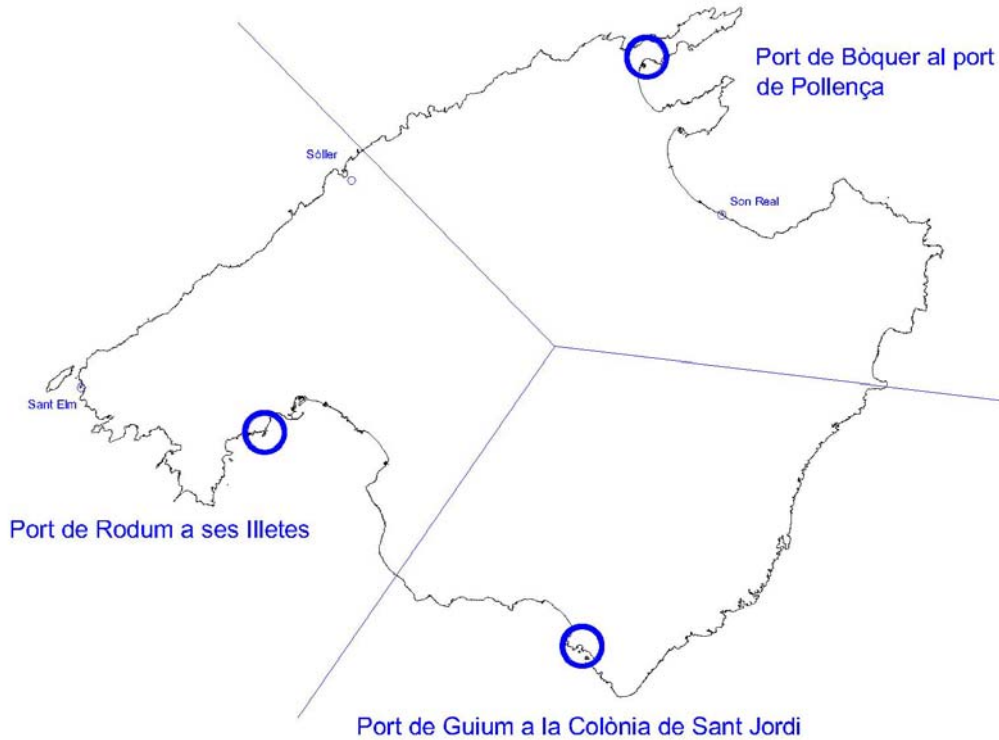 Port de Bòquer al port
de Pollença
Sóller
Son Real
Sant Elm
Port de Rodum a ses Illetes
Port de Guium a la Colònia de Sant Jordi